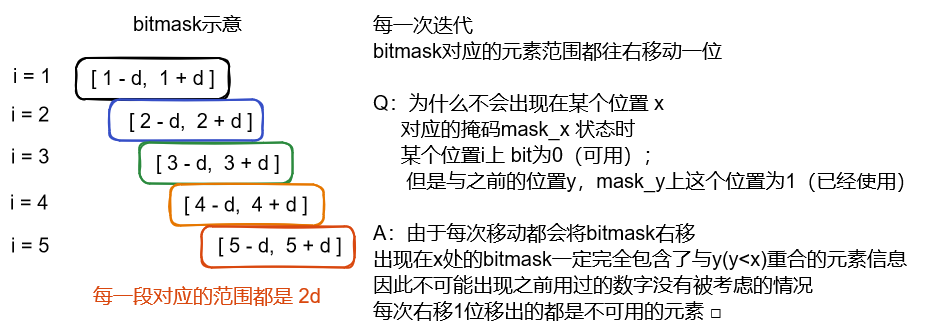 bitmask示意
i = 1
[ 1 - d, 1 + d ]
i = 2
[ 2 - d, 2 + d ]
i = 3
[ 3 - d, 3 + d ]
i = 4
[ 4 - d, 4 + d ]
i = 5
[ 5 - d, 5 + d ]
每一段对应的范围都是 2d
每一次迭代
bitmask对应的元素范围都往右移动一位
Q：为什么不会出现在某个位置 x
对应的掩码mask_x 状态时
某个位置i上 bit为0（可用）;
但是与之前的位置y，mask_y上这个位置为1（已经使用）
A：由于每次移动都会将bitmask右移
出现在x处的bitmask一定完全包含了与y(y<x)重合的元素信息
因此不可能出现之前用过的数字没有被考虑的情况
每次右移1位移出的都是不可用的元素 □